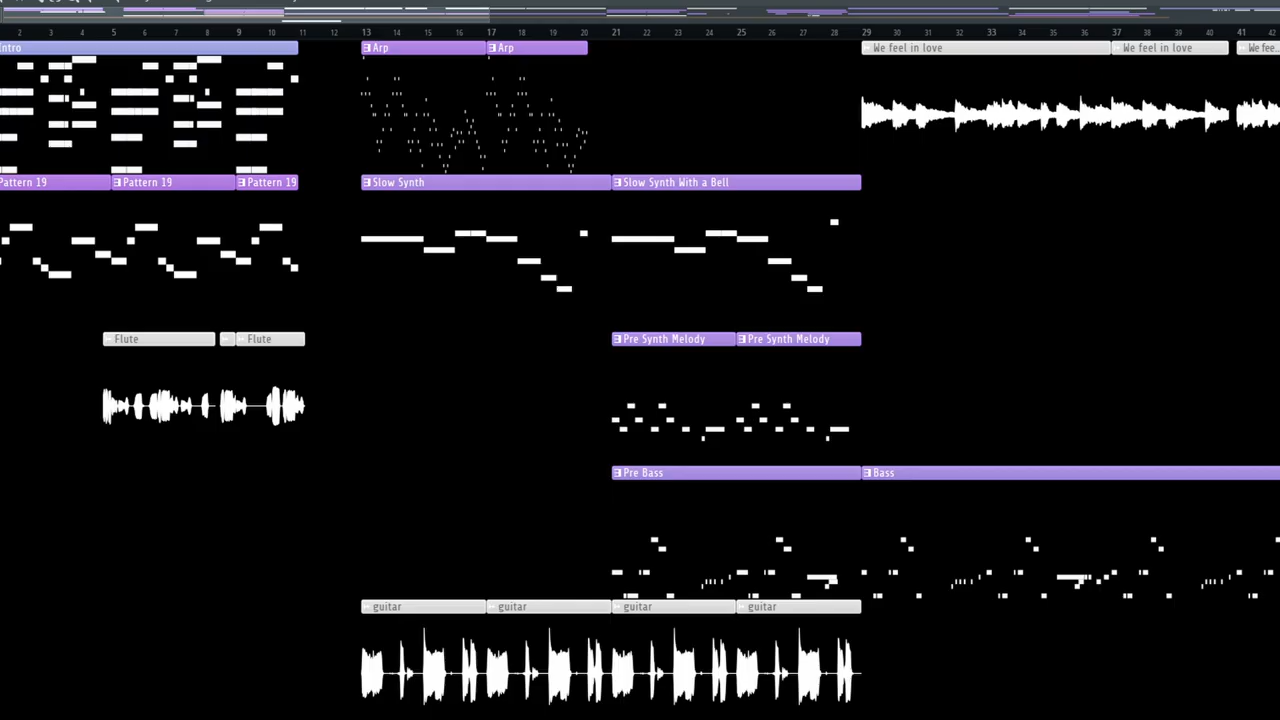 2 3 4 5 6 7 8 9 10 11 12 13 14 15 16 17 18 19 20 21 22 23 24 25 26 27 28 29 30 31 32 33 34 35 36 37 38 39 40 41 42
Intro Arp Arp We feel in love We feel in love We fee..
Pattern 19 Pattern 19 Pattern 19 Slow Synth Slow Synth With a Bell
Flute Flute Pre Synth Melody Pre Synth Melody
Pre Bass Bass
guitar guitar guitar guitar